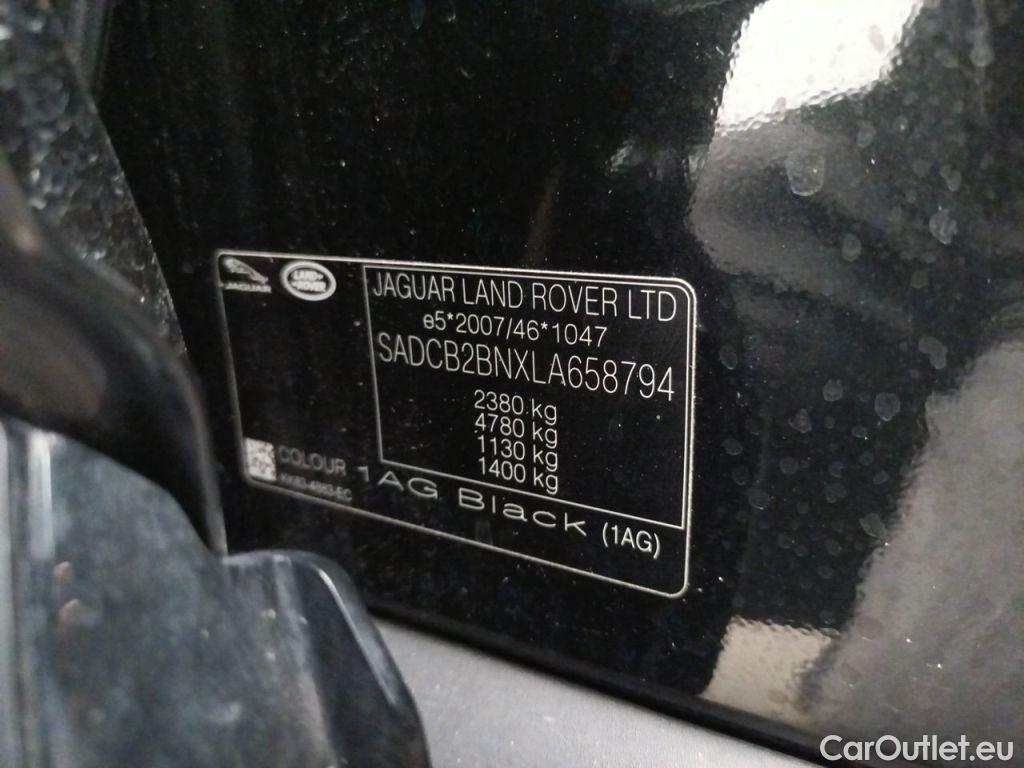 JAGUAR
LAND
ROVER
JAGUAR LAND ROVER LTD
e5*2007/46*1047
SADCB2BNXLA658794
2380 kg
4780 kg
1130 kg
1400 kg
COLOUR 1AG Black (1AG)
CarOutlet.eu